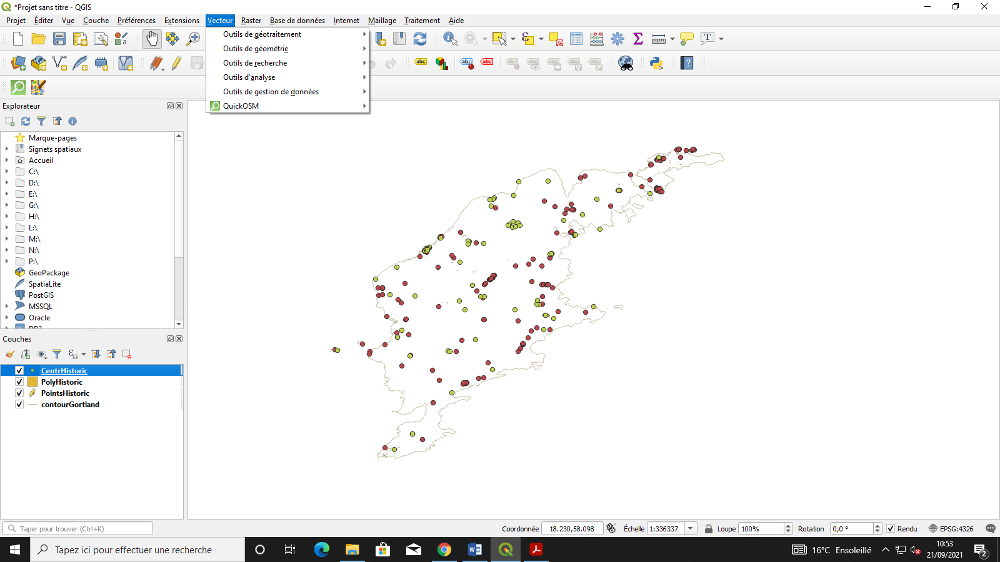 *Projet sans titre - QGIS
Projet Éditer Vue Couche Préférences Extensions Vecteur Raster Base de données Internet Maillage Traitement Aide
Outils de géotraitement
Outils de géométrie
Outils de recherche
Outils d'analyse
Outils de gestion de données
QuickOSM
abc
ab
abc
T
?
Explorateur
Marque-pages
Signets spatiaux
Accueil
C:\
D:\
E:\
G:\
H:\
L:\
M:\
N:\
P:\
GeoPackage
SpatiaLite
PostGIS
MSSQL
Oracle
DB2
Couches
CentrHistoric
PolyHistoric
PointsHistoric
contourGortland
Taper pour trouver (Ctrl+K)
Coordonnée 18.230,58.098 Échelle 1:336337 Loupe 100% Rotation 0,0 ° Rendu EPSG:4326
Tapez ici pour effectuer une recherche
16°C Ensoleillé
10:53
21/09/2021
2